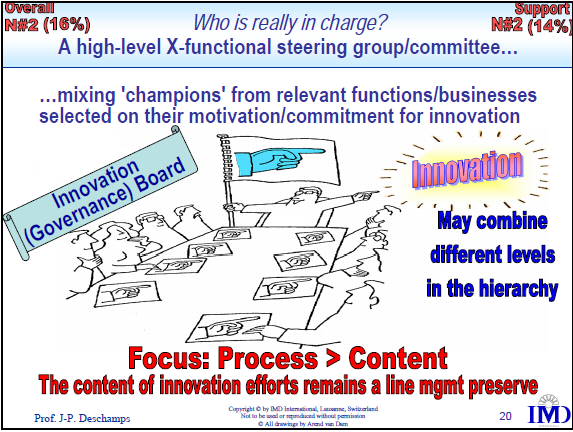 Overall
N#2 (16%)
Who is really in charge?
Support
N#2 (14%)
A high-level X-functional steering group/committee…
…mixing 'champions' from relevant functions/businesses
selected on their motivation/commitment for innovation
Innovation
(Governance) Board
Innovation
May combine
different levels
in the hierarchy
Focus: Process > Content
The content of innovation efforts remains a line mgmt preserve
Prof. J-P. Deschamps
Copyright © by IMD International, Lausanne, Switzerland
Not to be used or reproduced without permission
© All drawings by Arend van Dam
20
IMD